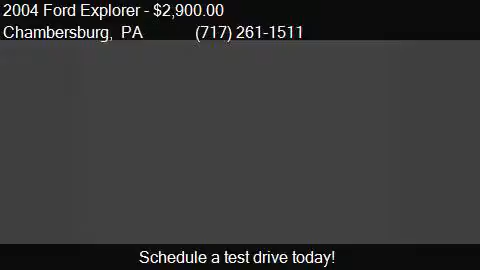 2004 Ford Explorer - $2,900.00
Chambersburg,  PA (717) 261-1511
Schedule a test drive today!